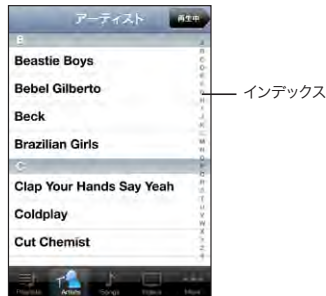 アーティスト
再生中
B
Beastie Boys
Bebel Gilberto
インデックス
Beck
Brazilian Girls
C
Clap Your Hands Say Yeah
Coldplay
Cut Chemist
Playlists Artists Songs Videos More